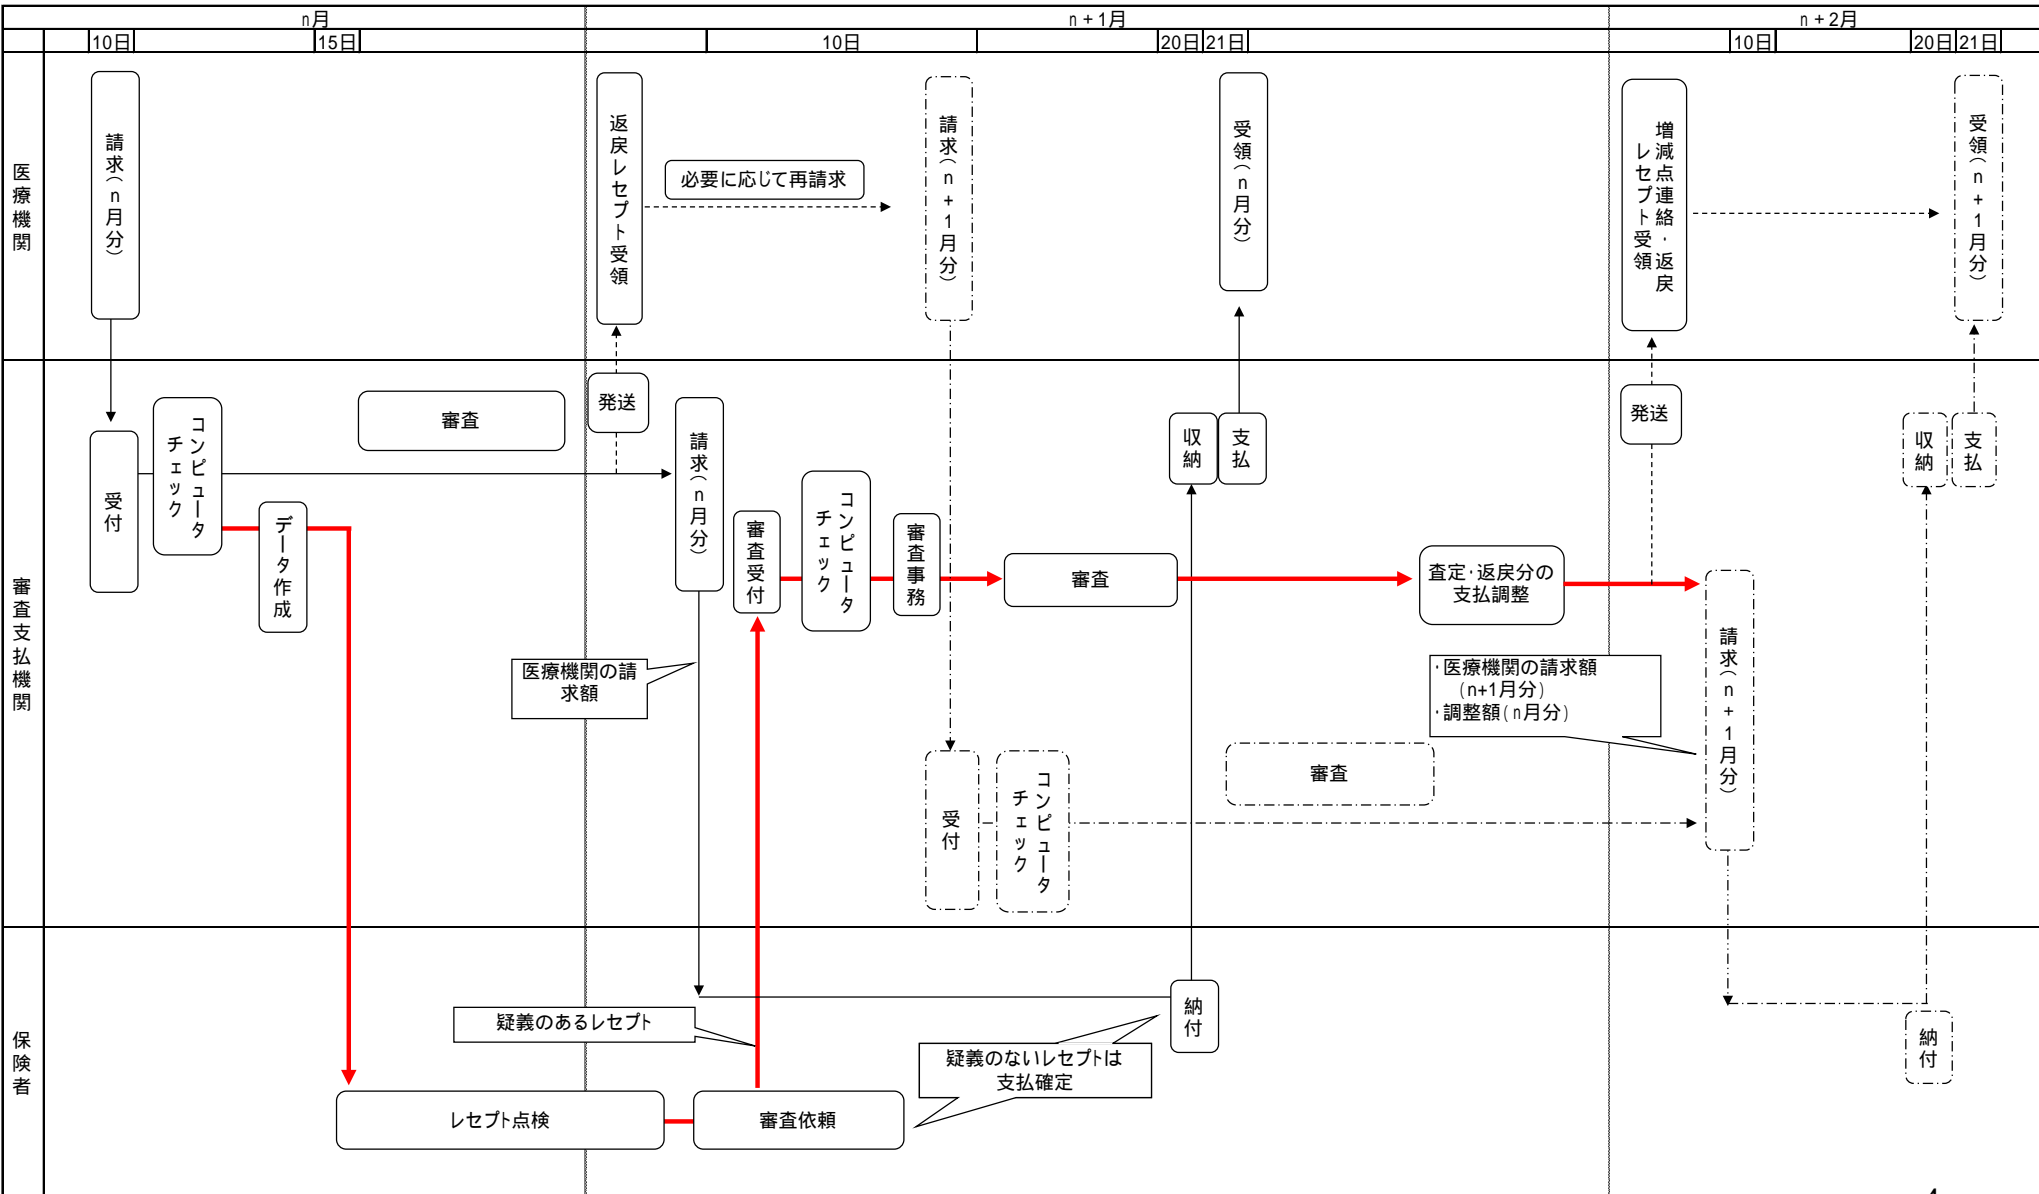 n月
n+1月
n+2月
10日
15日
10日
20日
21日
10日
20日
21日
医療機関
請求(n月分)
返戻レセプト受領
必要に応じて再請求
請求(n+1月分)
受領(n月分)
増減点連絡・返戻
レセプト受領
受領(n+1月分)
審査支払機関
受付
コンピュータ
チェック
データ作成
審査
発送
請求(n月分)
医療機関の請
求額
審査受付
コンピュータ
チェック
審査事務
審査
収納
支払
査定・返戻分の
支払調整
発送
・医療機関の請求額
(n+1月分)
・調整額(n月分)
請求(n+1月分)
収納
支払
受付
コンピュータ
チェック
審査
保険者
疑義のあるレセプト
疑義のないレセプトは
支払確定
納付
納付
レセプト点検
審査依頼